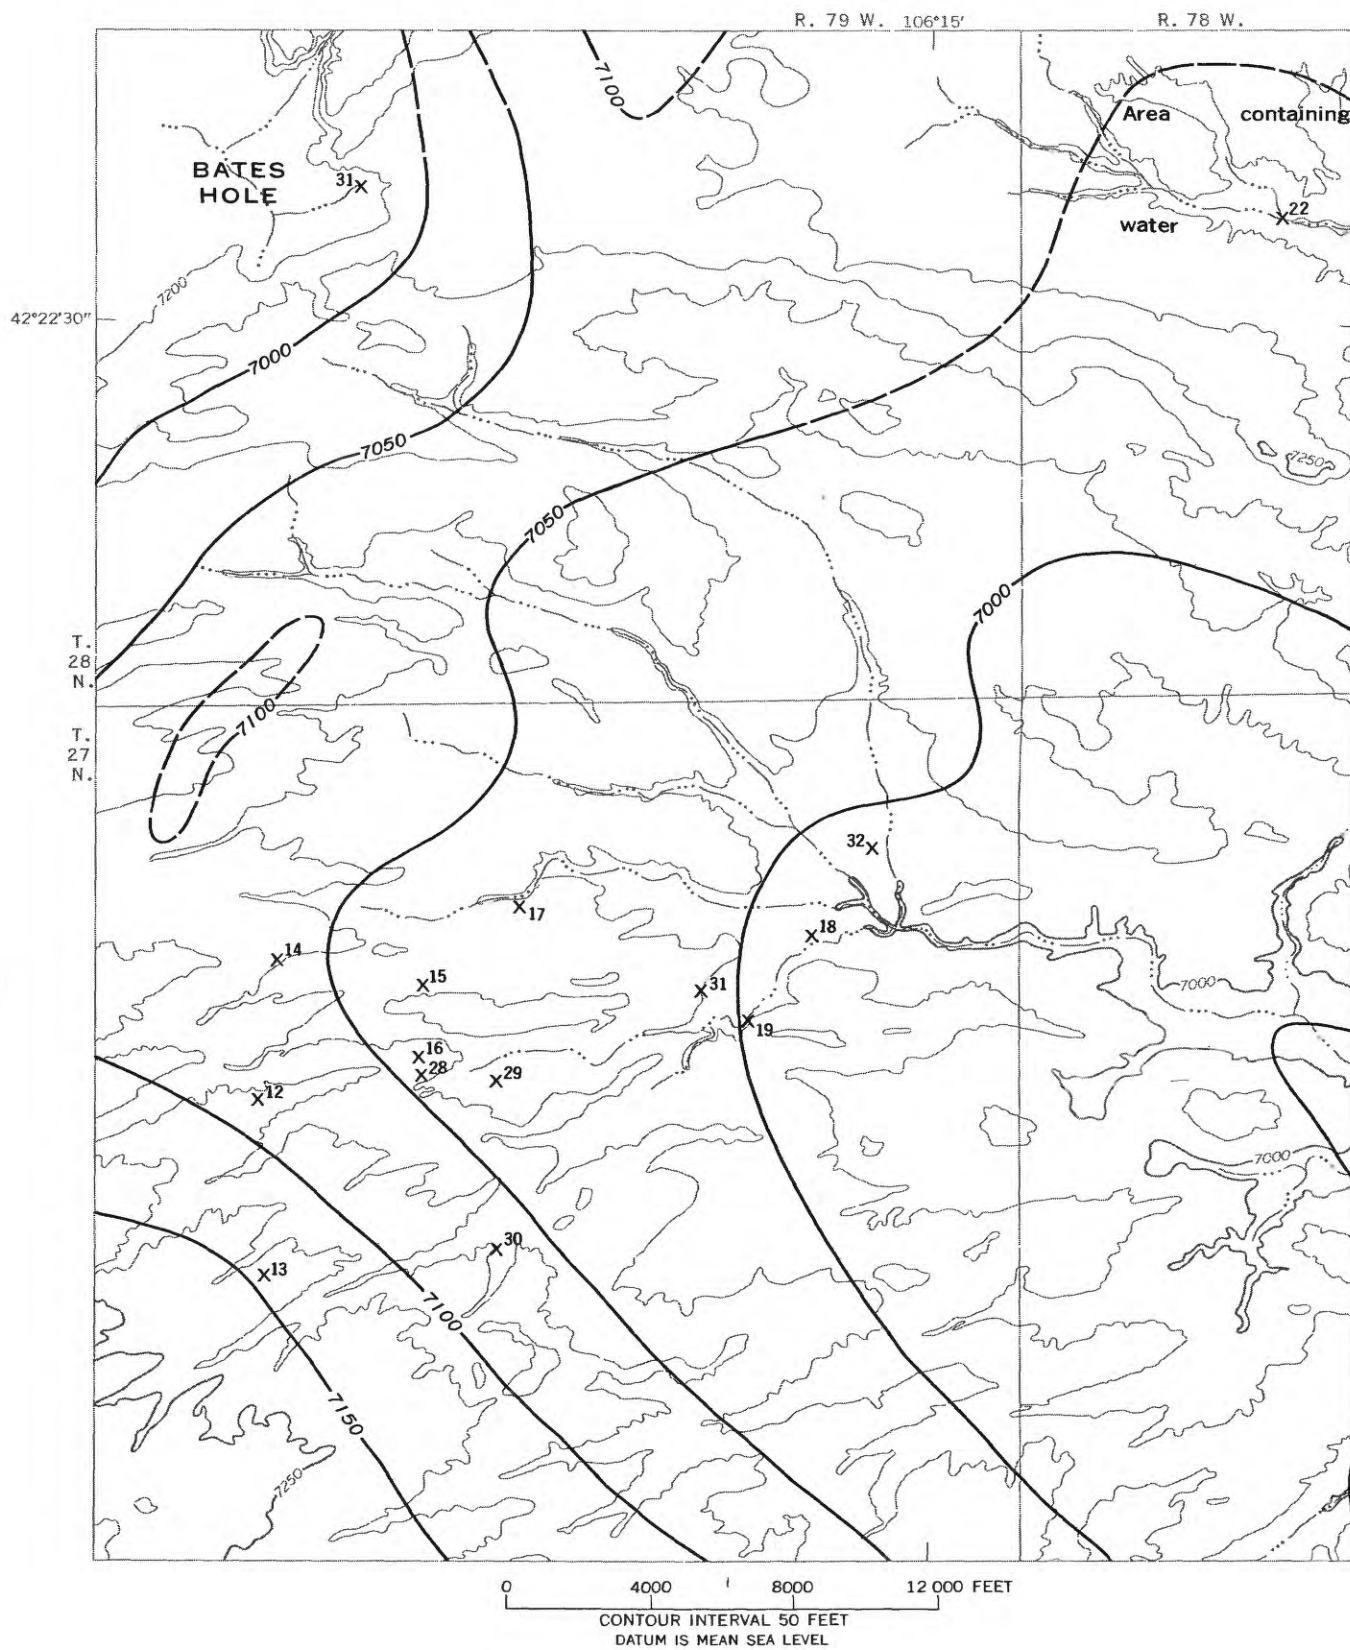 R. 79 W. 106°15' R. 78 W.
7100
Area containing
BATES
HOLE
31
22
water
7200
42°22'30"
7000
7050
7250
7050
7000
T.
28
N.
7100
T.
27
N.
32
17
18
14
15
31
7000
19
16
28
29
12
7000
30
13
7100
7150
7250
0 4000 8000 12 000 FEET
CONTOUR INTERVAL 50 FEET
DATUM IS MEAN SEA LEVEL